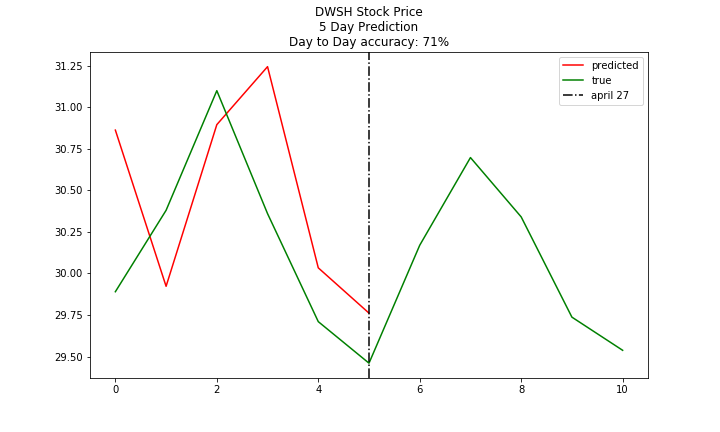 DWSH Stock Price
5 Day Prediction
Day to Day accuracy: 71%
predicted
true
april 27
31.25
31.00
30.75
30.50
30.25
30.00
29.75
29.50
0 2 4 6 8 10